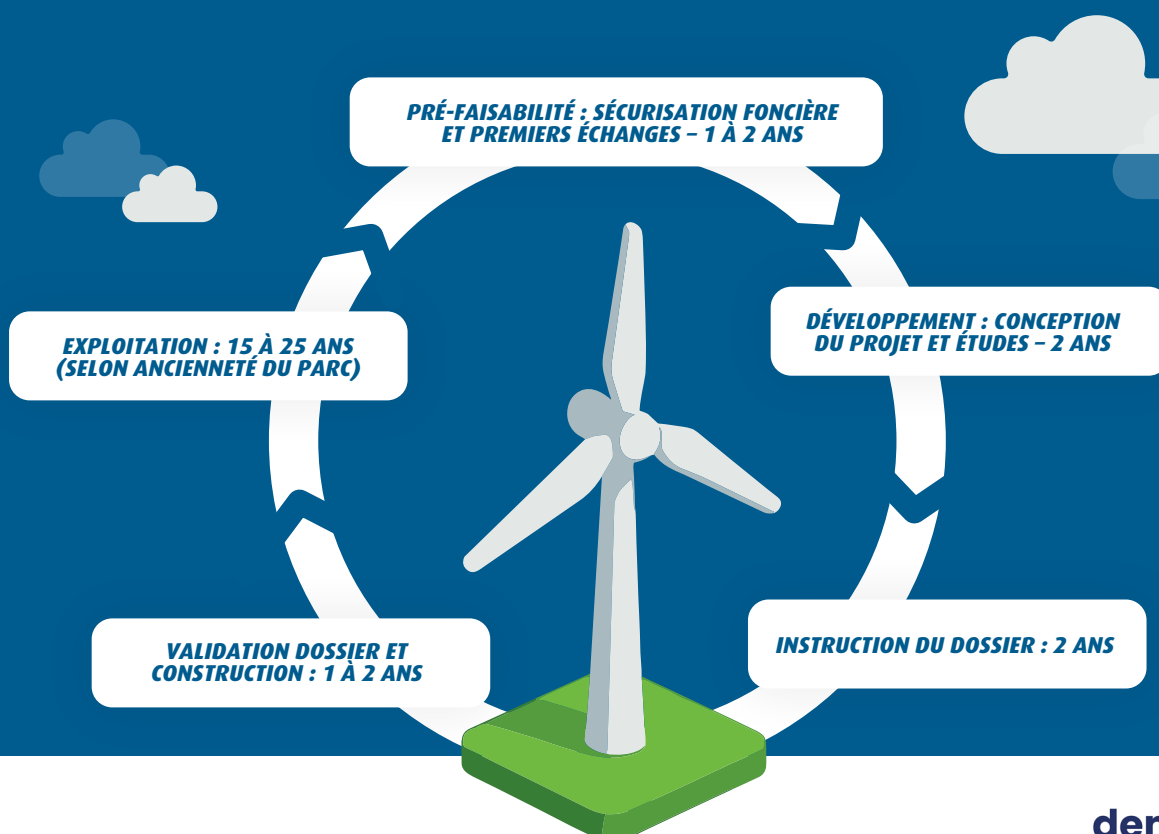 PRÉ-FAISABILITÉ : SÉCURISATION FONCIÈRE
ET PREMIERS ÉCHANGES – 1 À 2 ANS
DÉVELOPPEMENT : CONCEPTION
DU PROJET ET ÉTUDES – 2 ANS
INSTRUCTION DU DOSSIER : 2 ANS
VALIDATION DOSSIER ET
CONSTRUCTION : 1 À 2 ANS
EXPLOITATION : 15 À 25 ANS
(SELON ANCIENNETÉ DU PARC)